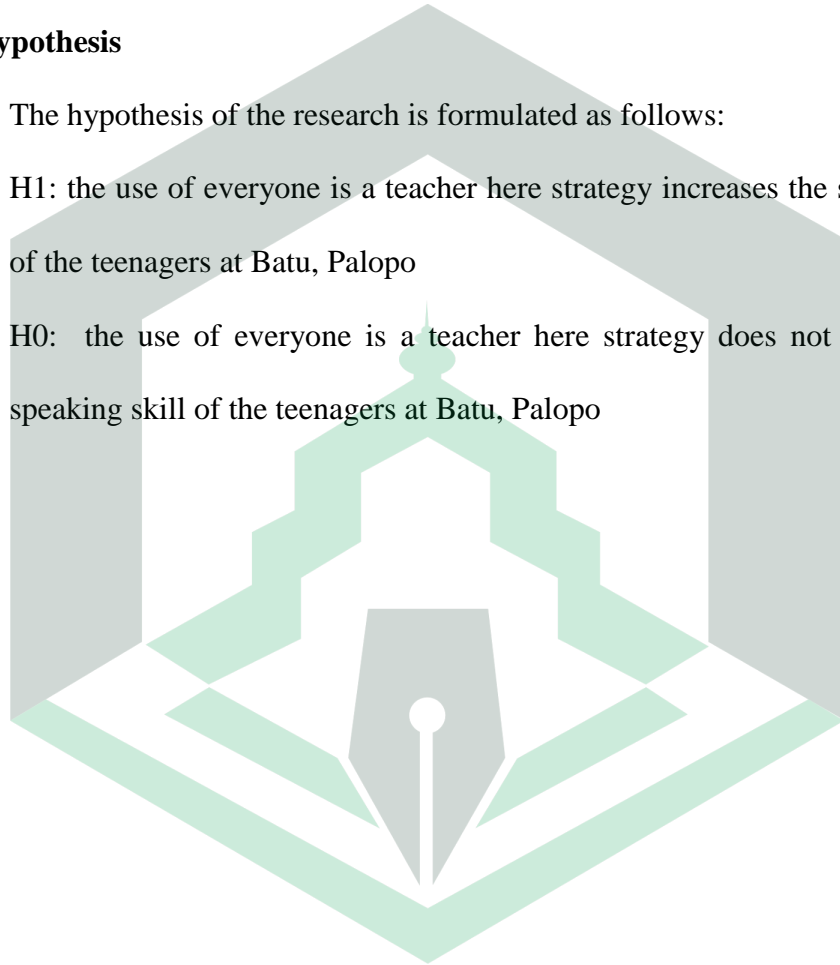 ypothesis
The hypothesis of the research is formulated as follows:
H1: the use of everyone is a teacher here strategy increases the
of the teenagers at Batu, Palopo
H0: the use of everyone is a teacher here strategy does not
speaking skill of the teenagers at Batu, Palopo